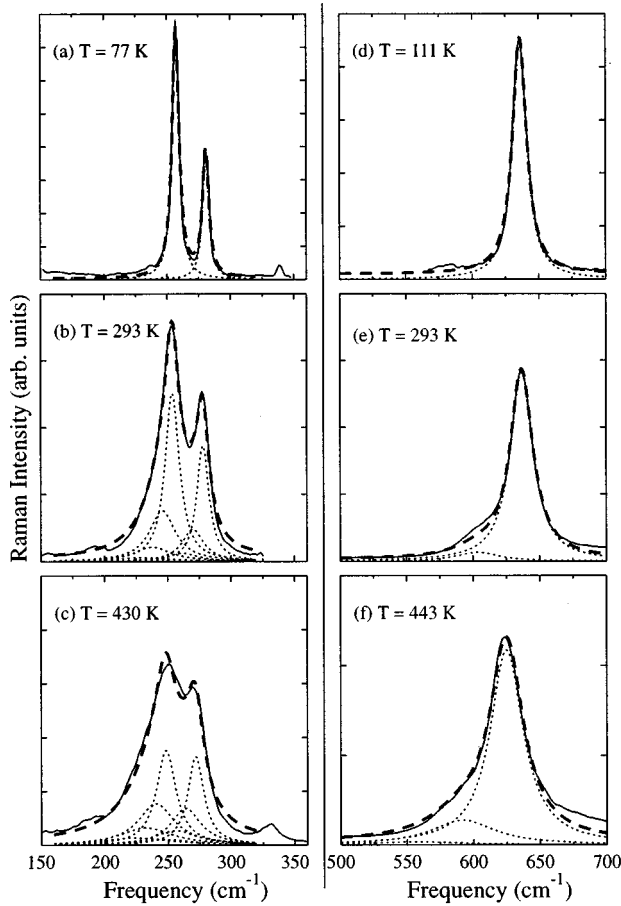 (a) T = 77 K
(d) T = 111 K
(b) T = 293 K
(e) T = 293 K
(c) T = 430 K
(f) T = 443 K
Raman Intensity (arb. units)
150 200 250 300 350
500 550 600 650 700
Frequency (cm-1)
Frequency (cm-1)